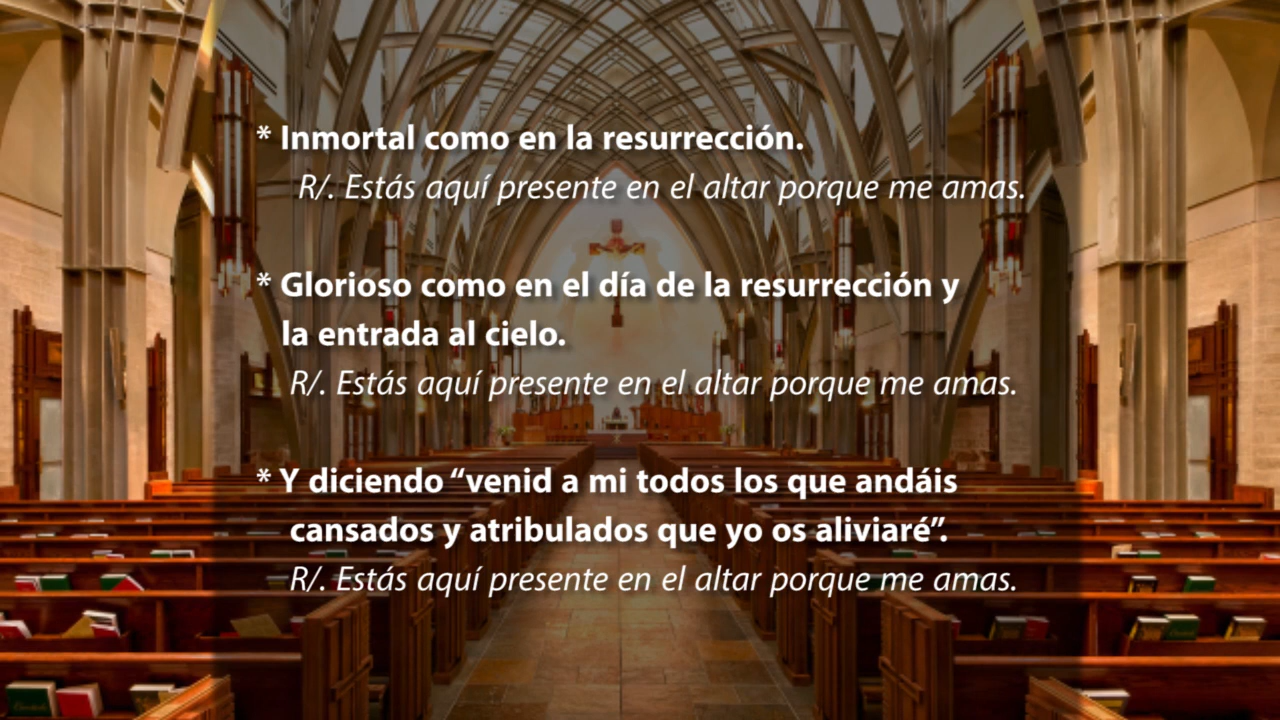 * Inmortal como en la resurrección.
R/. Estás aquí presente en el altar porque me amas.
* Glorioso como en el día de la resurrección y
la entrada al cielo.
R/. Estás aquí presente en el altar porque me amas.
* Y diciendo “venid a mi todos los que andáis
cansados y atribulados que yo os aliviaré”.
R/. Estás aquí presente en el altar porque me amas.